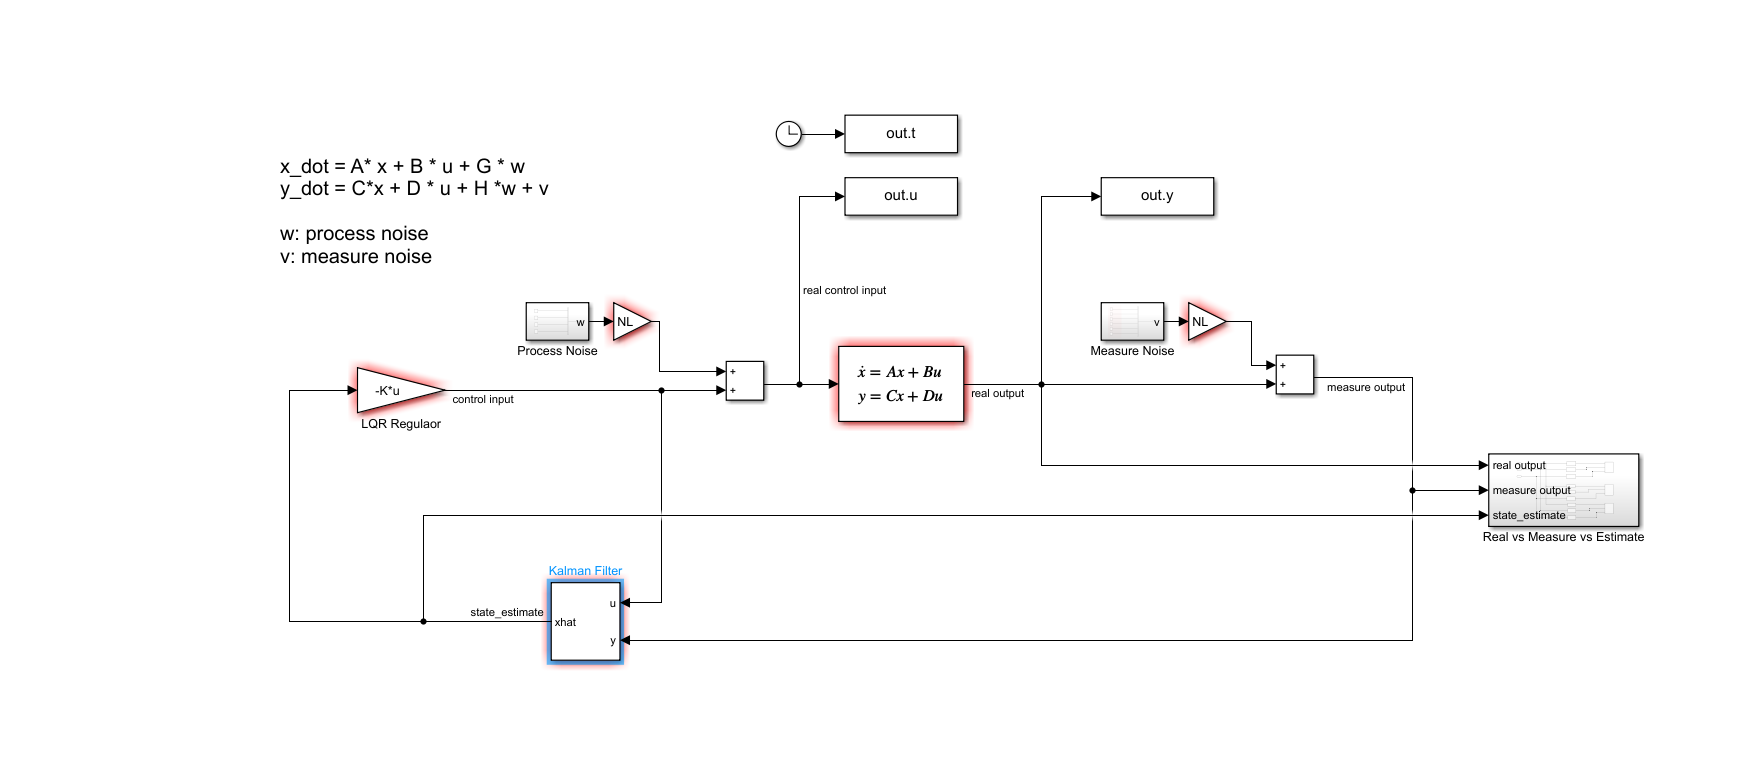 out.t
x_dot = A* x + B * u + G * w
y_dot = C*x + D * u + H *w + v
out.u
out.y
w: process noise
v: measure noise
real control input
w
NL
Process Noise
v
NL
Measure Noise
+
+
+
+
-K*u
control input
LQR Regulaor
ẋ = Ax + Bu
y = Cx + Du
real output
measure output
real output
measure output
state_estimate
Real vs Measure vs Estimate
Kalman Filter
state_estimate
xhat
u
y